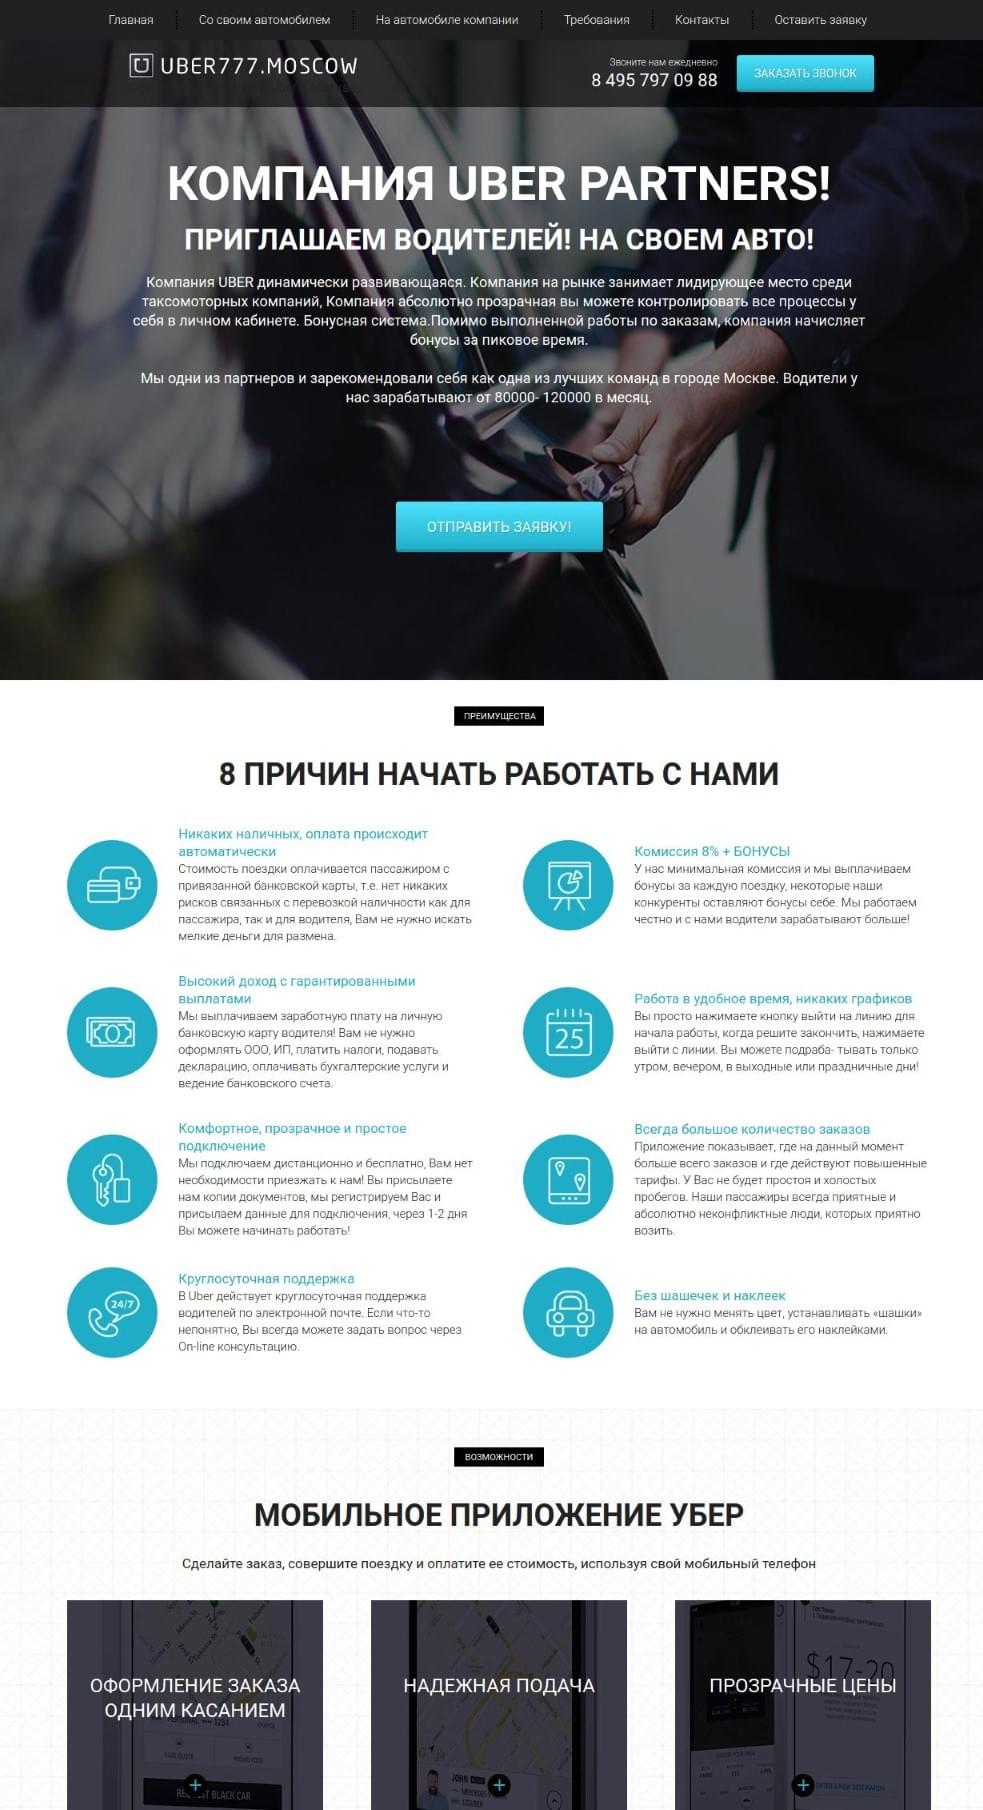 Главная Со своим автомобилем На автомобиле компании Требования Контакты Оставить заявку
UBER777.MOSCOW
Звоните нам ежедневно
8 495 797 09 88
ЗАКАЗАТЬ ЗВОНОК
КОМПАНИЯ UBER PARTNERS!
ПРИГЛАШАЕМ ВОДИТЕЛЕЙ! НА СВОЕМ АВТО!
Компания UBER динамически развивающаяся. Компания на рынке занимает лидирующее место среди
таксомоторных компаний, Компания абсолютно прозрачная вы можете контролировать все процессы у
себя в личном кабинете. Бонусная система.Помимо выполненной работы по заказам, компания начисляет
бонусы за пиковое время.
Мы одни из партнеров и зарекомендовали себя как одна из лучших команд в городе Москве. Водители у
нас зарабатывают от 80000- 120000 в месяц.
ОТПРАВИТЬ ЗАЯВКУ!
ПРЕИМУЩЕСТВА
8 ПРИЧИН НАЧАТЬ РАБОТАТЬ С НАМИ
Никаких наличных, оплата происходит
автоматически
Стоимость поездки оплачивается пассажиром с
привязанной банковской карты, т.е. нет никаких
рисков связанных с перевозкой наличности как для
пассажира, так и для водителя, Вам не нужно искать
мелкие деньги для размена.
Комиссия 8% + БОНУСЫ
У нас минимальная комиссия и мы выплачиваем
бонусы за каждую поездку, некоторые наши
конкуренты оставляют бонусы себе. Мы работаем
честно и с нами водители зарабатывают больше!
Высокий доход с гарантированными
выплатами
Мы выплачиваем заработную плату на личную
банковскую карту водителя! Вам не нужно
оформлять ООО, ИП, платить налоги, подавать
декларацию, оплачивать бухгалтерские услуги и
ведение банковского счета.
25
Работа в удобное время, никаких графиков
Вы просто нажимаете кнопку выйти на линию для
начала работы, когда решите закончить, нажимаете
выйти с линии. Вы можете подраба- тывать только
утром, вечером, в выходные или праздничные дни!
Комфортное, прозрачное и простое
подключение
Мы подключаем дистанционно и бесплатно, Вам нет
необходимости приезжать к нам! Вы присылаете
нам копии документов, мы регистрируем Вас и
присылаем данные для подключения, через 1-2 дня
Вы можете начинать работать!
Всегда большое количество заказов
Приложение показывает, где на данный момент
больше всего заказов и где действуют повышенные
тарифы. У Вас не будет простоя и холостых
пробегов. Наши пассажиры всегда приятные и
абсолютно неконфликтные люди, которых приятно
возить.
24/7
Круглосуточная поддержка
В Uber действует круглосуточная поддержка
водителей по электронной почте. Если что-то
непонятно, Вы всегда можете задать вопрос через
On-line консультацию.
Без шашечек и наклеек
Вам не нужно менять цвет, устанавливать «шашки»
на автомобиль и обклеивать его наклейками.
ВОЗМОЖНОСТИ
МОБИЛЬНОЕ ПРИЛОЖЕНИЕ УБЕР
Сделайте заказ, совершите поездку и оплатите ее стоимость, используя свой мобильный телефон
ОФОРМЛЕНИЕ ЗАКАЗА
ОДНИМ КАСАНИЕМ
PERSONAL 1234
FARE QUOTE PROMO CODE
BLACK CAR
НАДЕЖНАЯ ПОДАЧА
JOHN
$17-20
ПРОЗРАЧНЫЕ ЦЕНЫ
ENTER A NEW DESTINATION